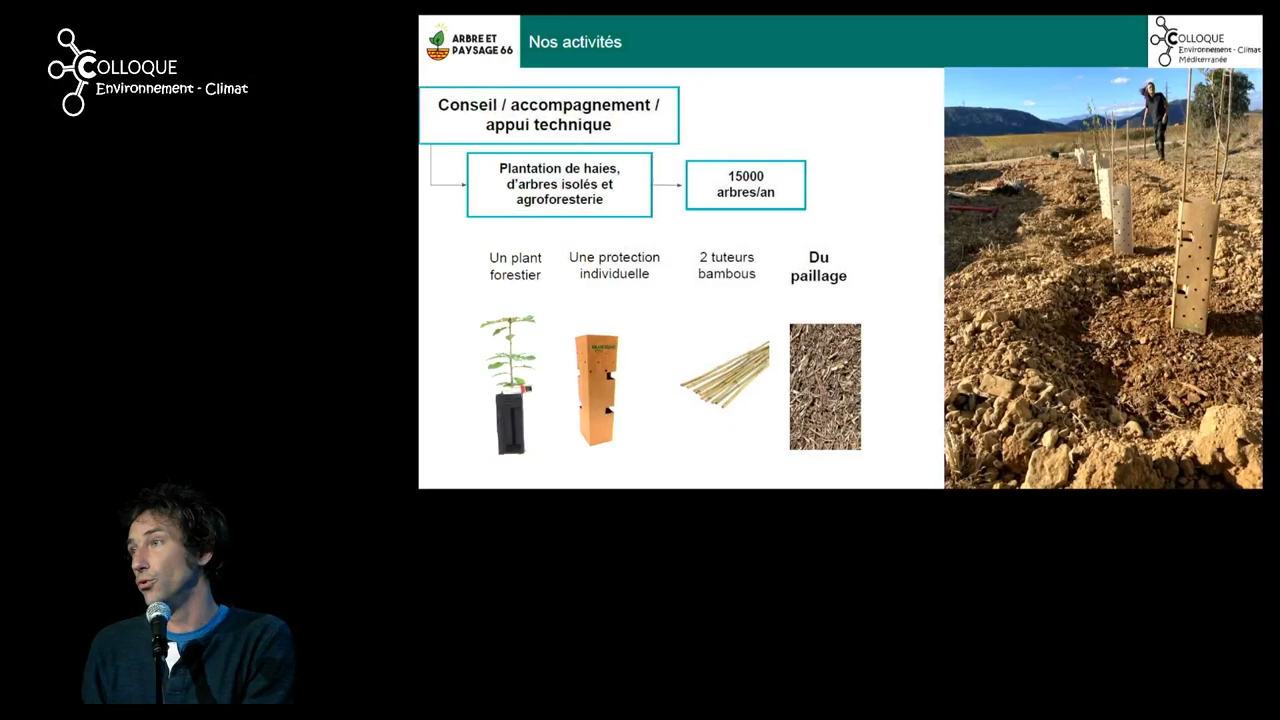 COLLOQUE
Environnement - Climat
ARBRE ET
PAYSAGE 66
Nos activités
COLLOQUE
Environnement - Climat
Méditerranée
Conseil / accompagnement /
appui technique
Plantation de haies,
d'arbres isolés et
agroforesterie
15000
arbres/an
Un plant
forestier
Une protection
individuelle
2 tuteurs
bambous
Du
paillage